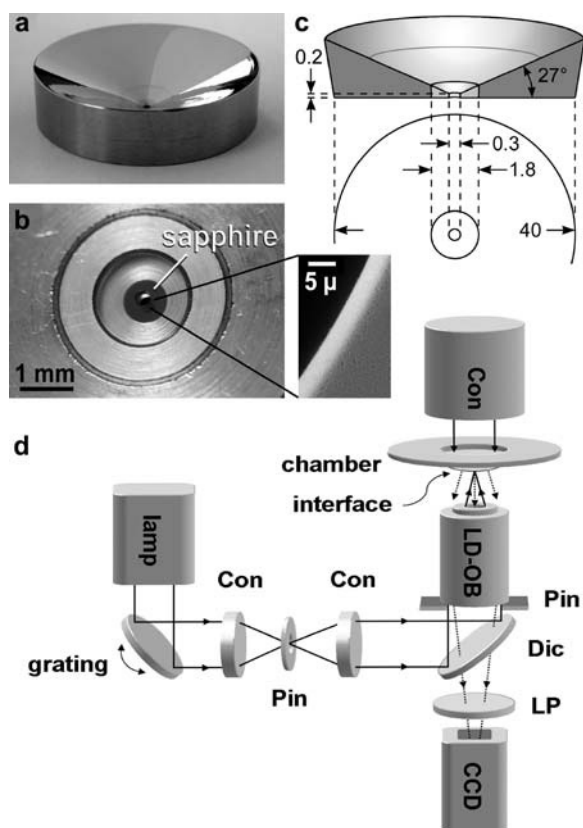 a
c
0.2
27°
0.3
1.8
40
b
sapphire
1 mm
5 µ
Con
d
chamber
interface
lamp
LD-OB
Con
Con
Pin
grating
Pin
Dic
LP
CCD